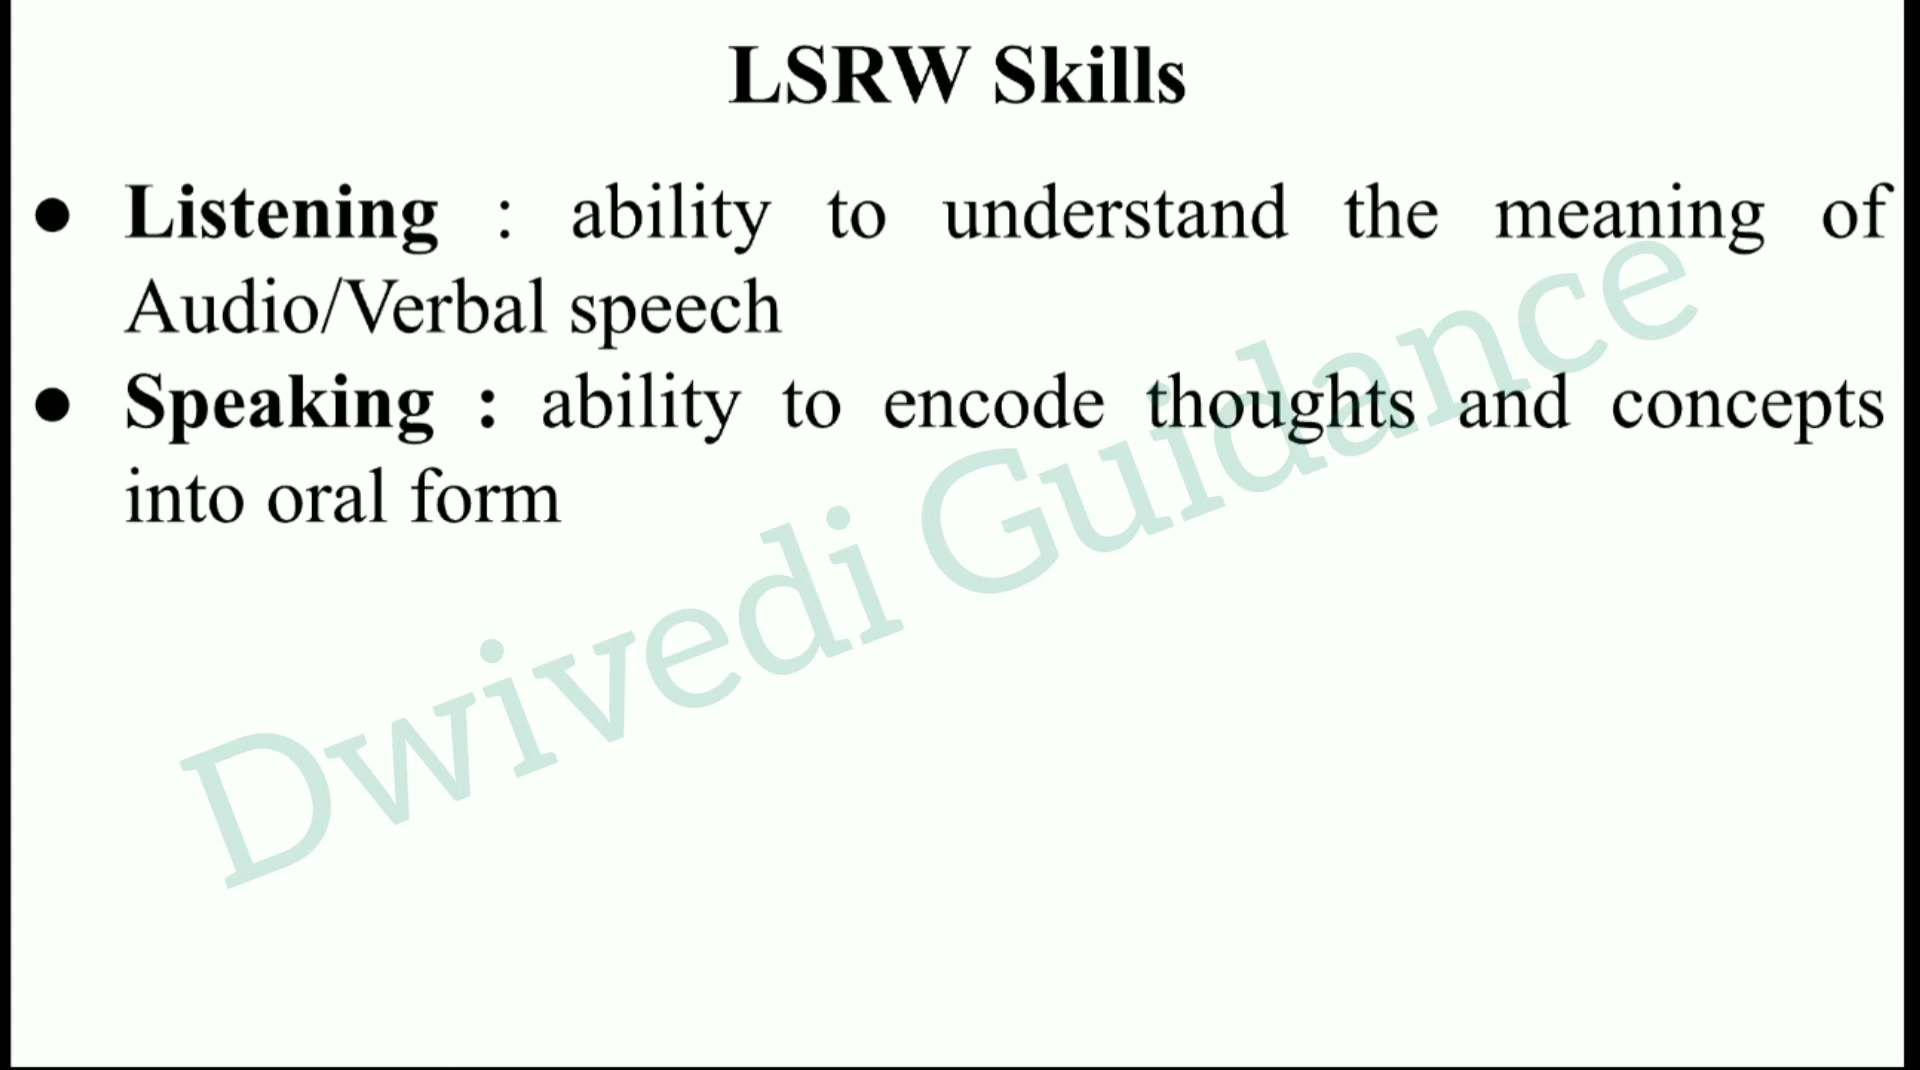 LSRW Skills
● Listening : ability to understand the meaning of
Audio/Verbal speech
● Speaking : ability to encode thoughts and concepts
into oral form
Dwivedi Guidance